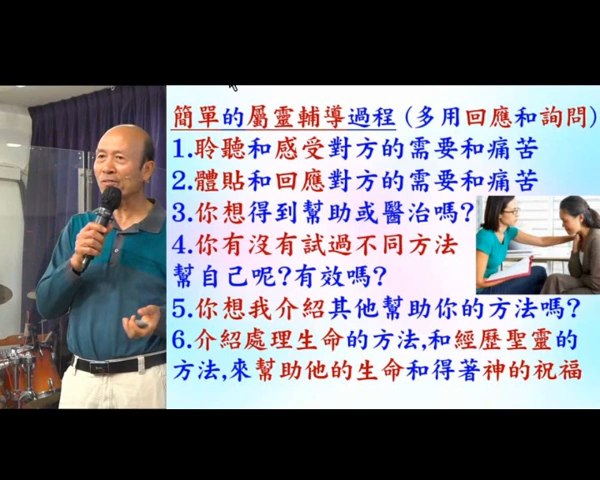 簡單的屬靈輔導過程 (多用回應和詢問)
1.聆聽和感受對方的需要和痛苦
2.體貼和回應對方的需要和痛苦
3.你想得到幫助或醫治嗎?
4.你有沒有試過不同方法
幫自己呢?有效嗎?
5.你想我介紹其他幫助你的方法嗎?
6.介紹處理生命的方法,和經歷聖靈的
方法,來幫助他的生命和得著神的祝福